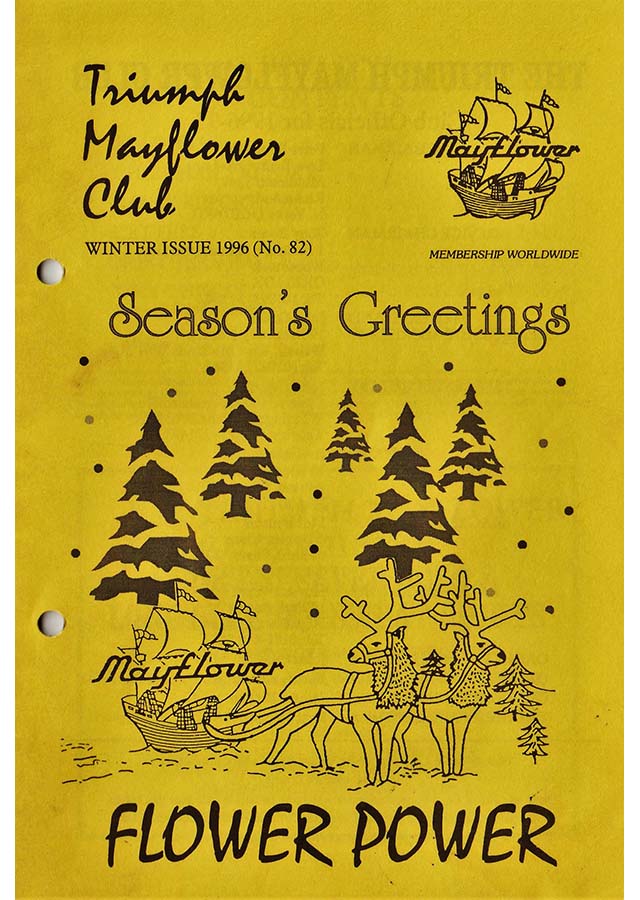 Triumph
Mayflower
Club
WINTER ISSUE 1996 (No. 82)
Mayflower
MEMBERSHIP WORLDWIDE
Season's Greetings
Mayflower
FLOWER POWER